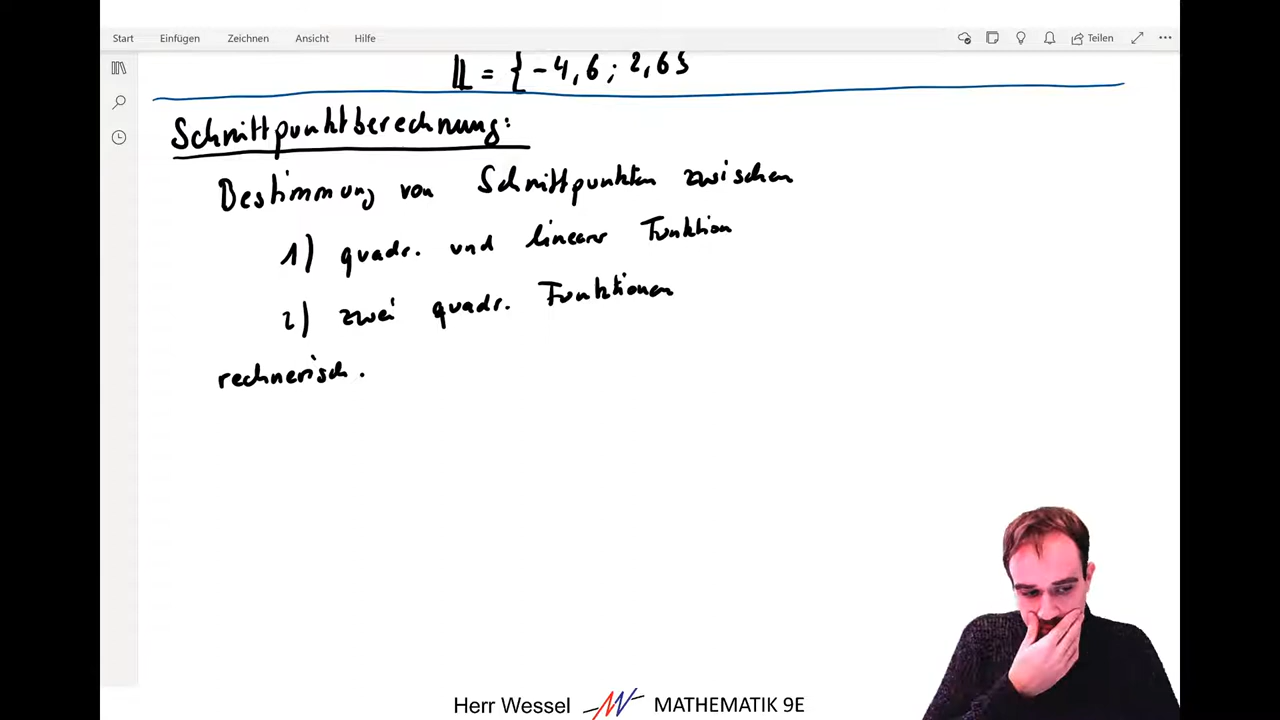 Start Einfügen Zeichnen Ansicht Hilfe Teilen
𝕃 = { -4,6 ; 2,6 }
Schnittpunktberechnung:
Bestimmung von Schnittpunkten zwischen
1) quadr. und linearer Funktion
2) zwei quadr. Funktionen
rechnerisch.
Herr Wessel MATHEMATIK 9E